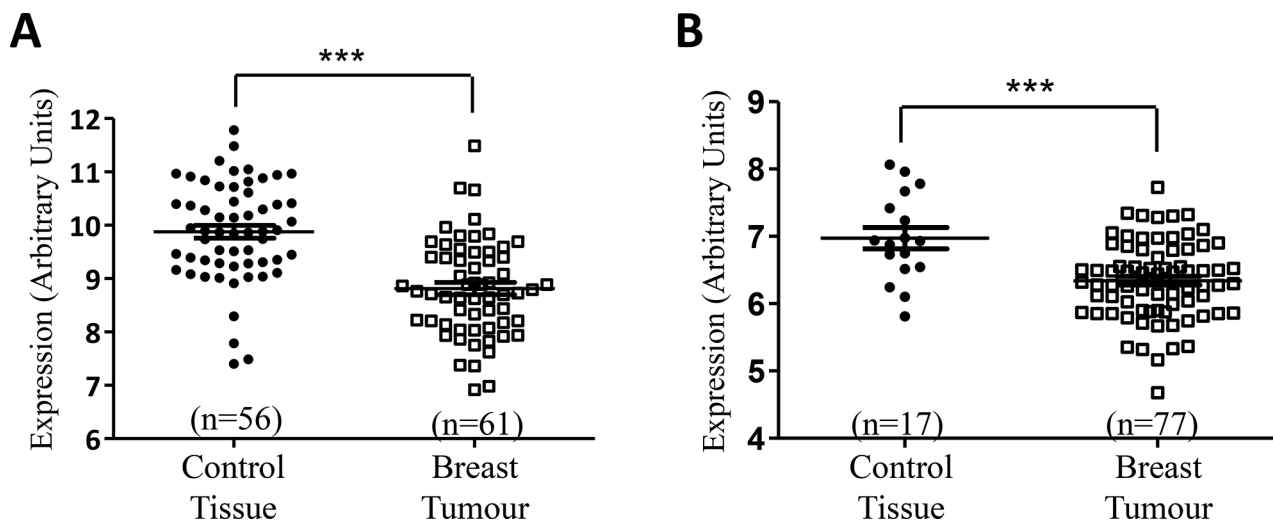 A
***
Expression (Arbitrary Units)
12
11
10
9
8
7
6
(n=56)
(n=61)
Control
Tissue
Breast
Tumour
B
***
Expression (Arbitrary Units)
9
8
7
6
5
4
(n=17)
(n=77)
Control
Tissue
Breast
Tumour